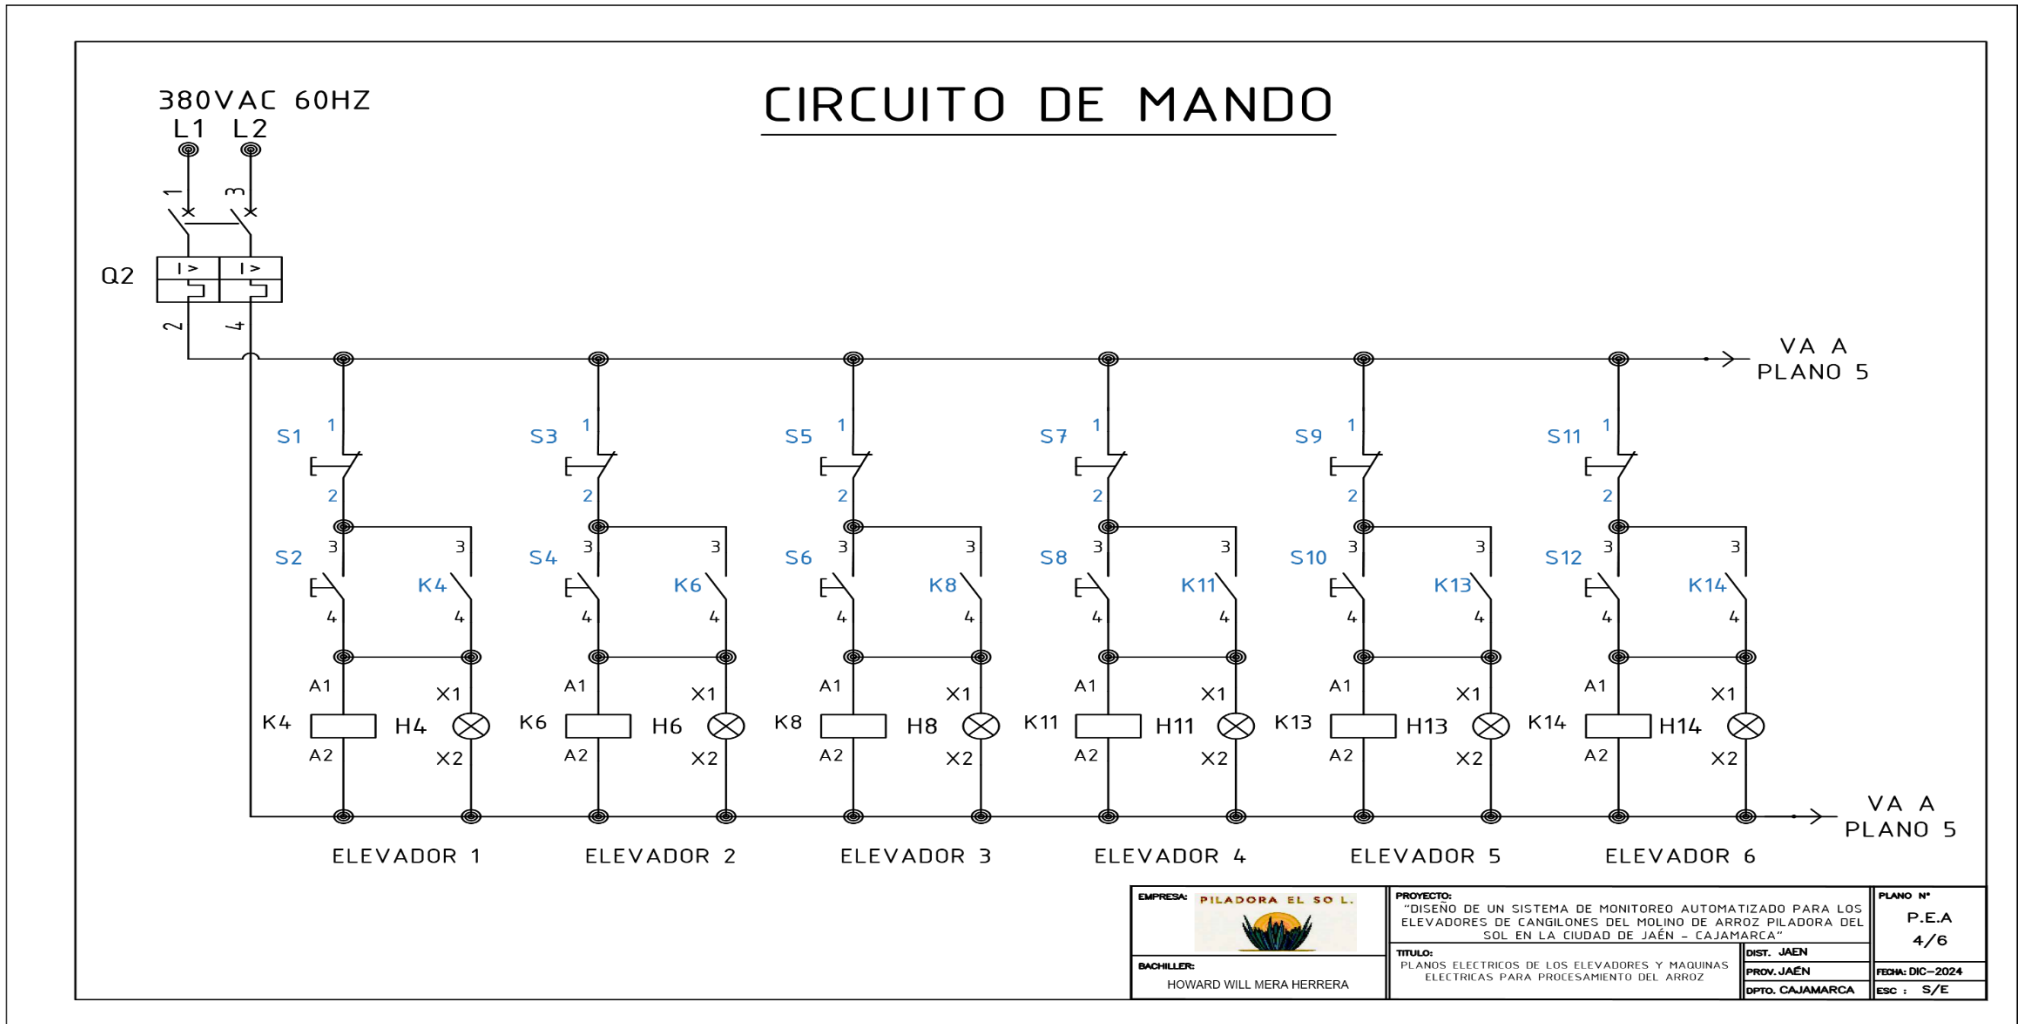 CIRCUITO DE MANDO
380VAC 60HZ
L1 L2
1 3
Q2 I> I>
2 4
VA A
PLANO 5
1 1 1 1 1 1
S1 S3 S5 S7 S9 S11
2 2 2 2 2 2
3 3 3 3 3 3 3 3 3 3 3 3
S2 K4 S4 K6 S6 K8 S8 K11 S10 K13 S12 K14
4 4 4 4 4 4 4 4 4 4 4 4
A1 X1 A1 X1 A1 X1 A1 X1 A1 X1 A1 X1
K4 H4 K6 H6 K8 H8 K11 H11 K13 H13 K14 H14
A2 X2 A2 X2 A2 X2 A2 X2 A2 X2 A2 X2
VA A
PLANO 5
ELEVADOR 1 ELEVADOR 2 ELEVADOR 3 ELEVADOR 4 ELEVADOR 5 ELEVADOR 6
EMPRESA: PILADORA EL SO L.
BACHILLER:
HOWARD WILL MERA HERRERA
PROYECTO:
"DISEÑO DE UN SISTEMA DE MONITOREO AUTOMATIZADO PARA LOS
ELEVADORES DE CANGILONES DEL MOLINO DE ARROZ PILADORA DEL
SOL EN LA CIUDAD DE JAÉN - CAJAMARCA"
TITULO:
PLANOS ELECTRICOS DE LOS ELEVADORES Y MAQUINAS
ELECTRICAS PARA PROCESAMIENTO DEL ARROZ
DIST. JAEN
PROV. JAÉN
DPTO. CAJAMARCA
PLANO N°
P.E.A
4/6
FECHA: DIC-2024
ESC : S/E